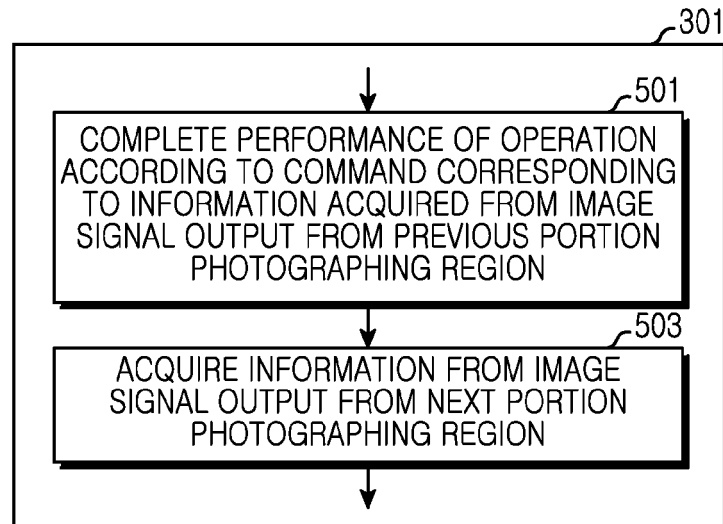 301
501
COMPLETE PERFORMANCE OF OPERATION
ACCORDING TO COMMAND CORRESPONDING
TO INFORMATION ACQUIRED FROM IMAGE
SIGNAL OUTPUT FROM PREVIOUS PORTION
PHOTOGRAPHING REGION
503
ACQUIRE INFORMATION FROM IMAGE
SIGNAL OUTPUT FROM NEXT PORTION
PHOTOGRAPHING REGION